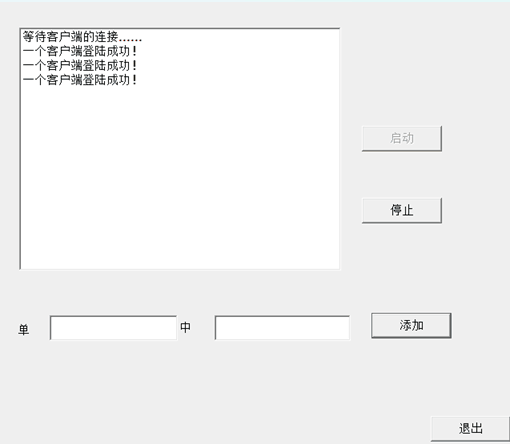 等待客户端的连接......
一个客户端登陆成功!
一个客户端登陆成功!
一个客户端登陆成功!
启动
停止
单
中
添加
退出